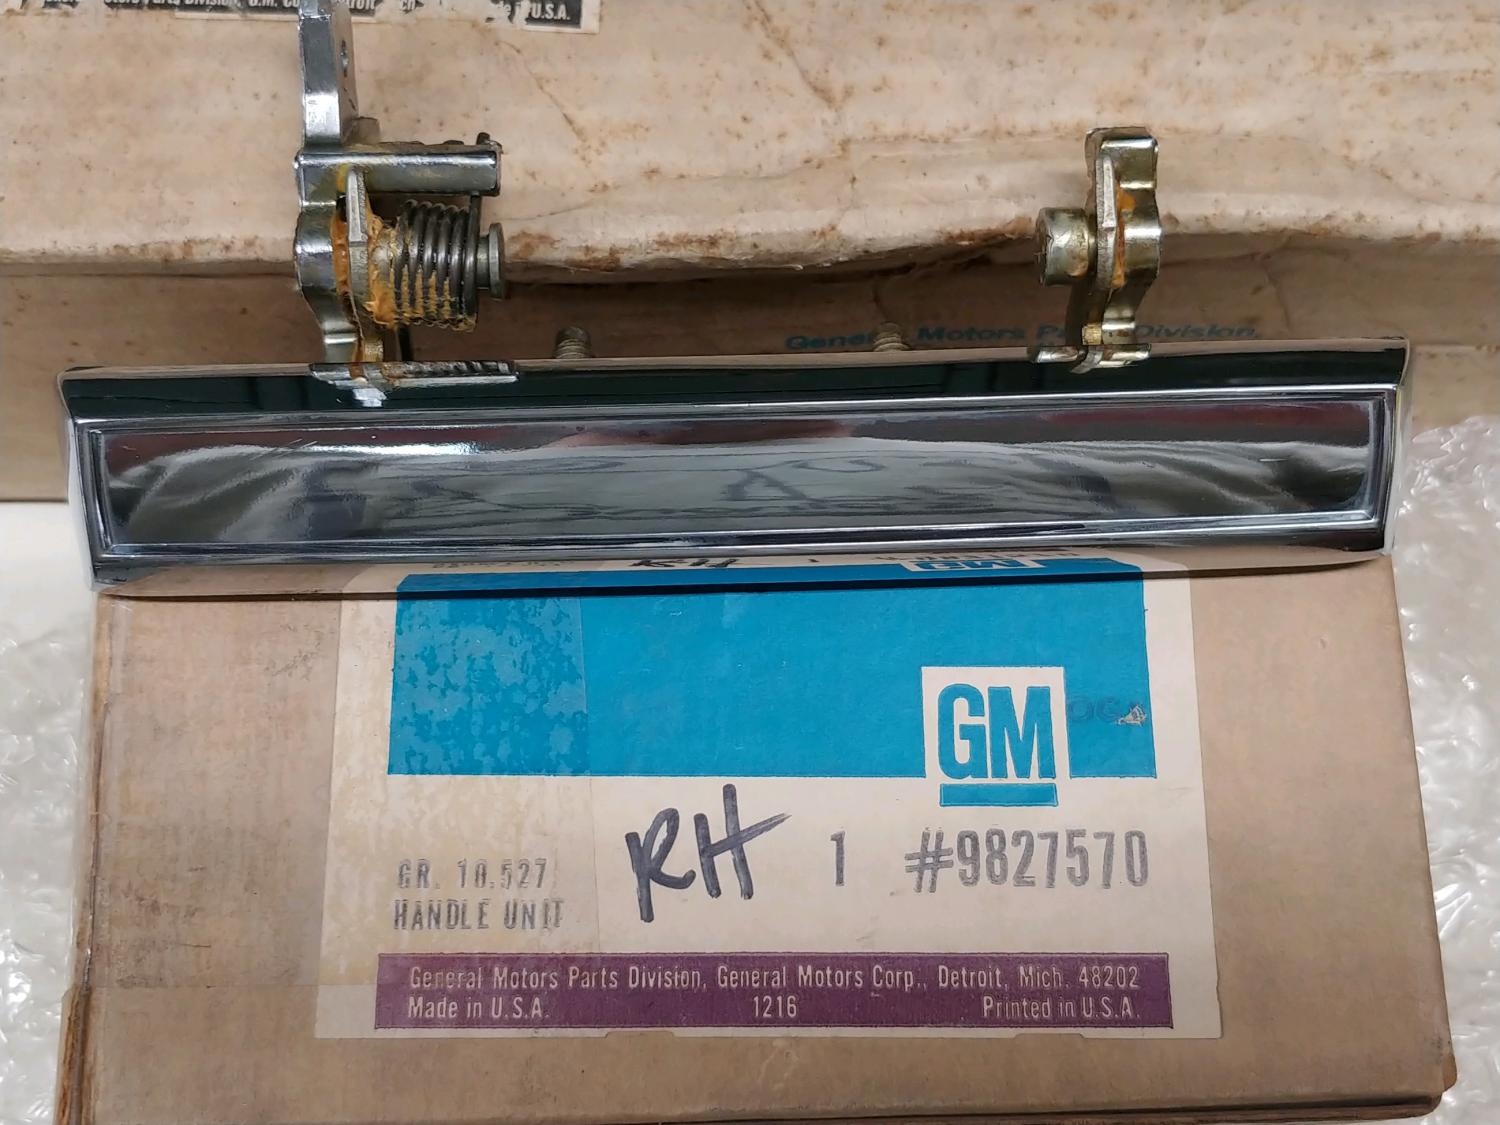 U.S.A.
General Motors Parts Division,
GM
RH 1 #9827570
GR. 10.527
HANDLE UNIT
General Motors Parts Division, General Motors Corp., Detroit, Mich. 48202
Made in U.S.A. 1216 Printed in U.S.A.